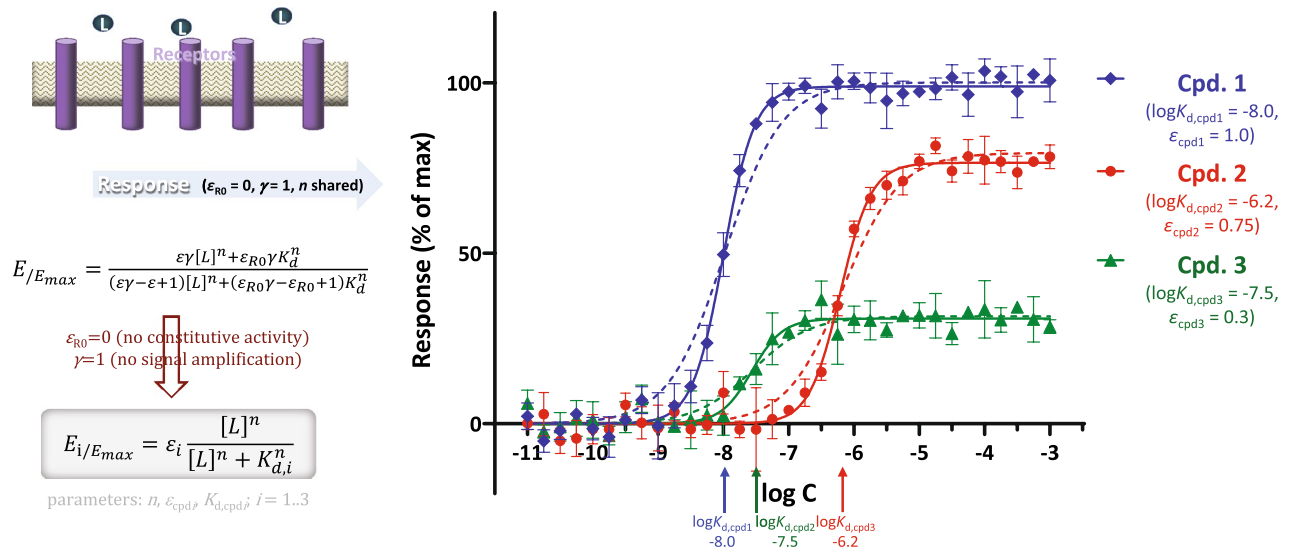 L
L
L
Receptors
Response (εR0 = 0, γ = 1, n shared)
E/Emax = εγ[L]^n+εR0γK_d^n / (εγ−ε+1)[L]^n+(εR0γ−εR0+1)K_d^n
εR0=0 (no constitutive activity)
γ=1 (no signal amplification)
Ei/Emax = εi [L]^n / [L]^n + K_d,i^n
parameters: n, εcpdi, Kd,cpdi; i = 1..3
Response (% of max)
100
50
0
-11 -10 -9 -8 -7 -6 -5 -4 -3
log C
logKd,cpd1 logKd,cpd2 logKd,cpd3
-8.0 -7.5 -6.2
Cpd. 1
(logKd,cpd1 = -8.0,
εcpd1 = 1.0)
Cpd. 2
(logKd,cpd2 = -6.2,
εcpd2 = 0.75)
Cpd. 3
(logKd,cpd3 = -7.5,
εcpd3 = 0.3)